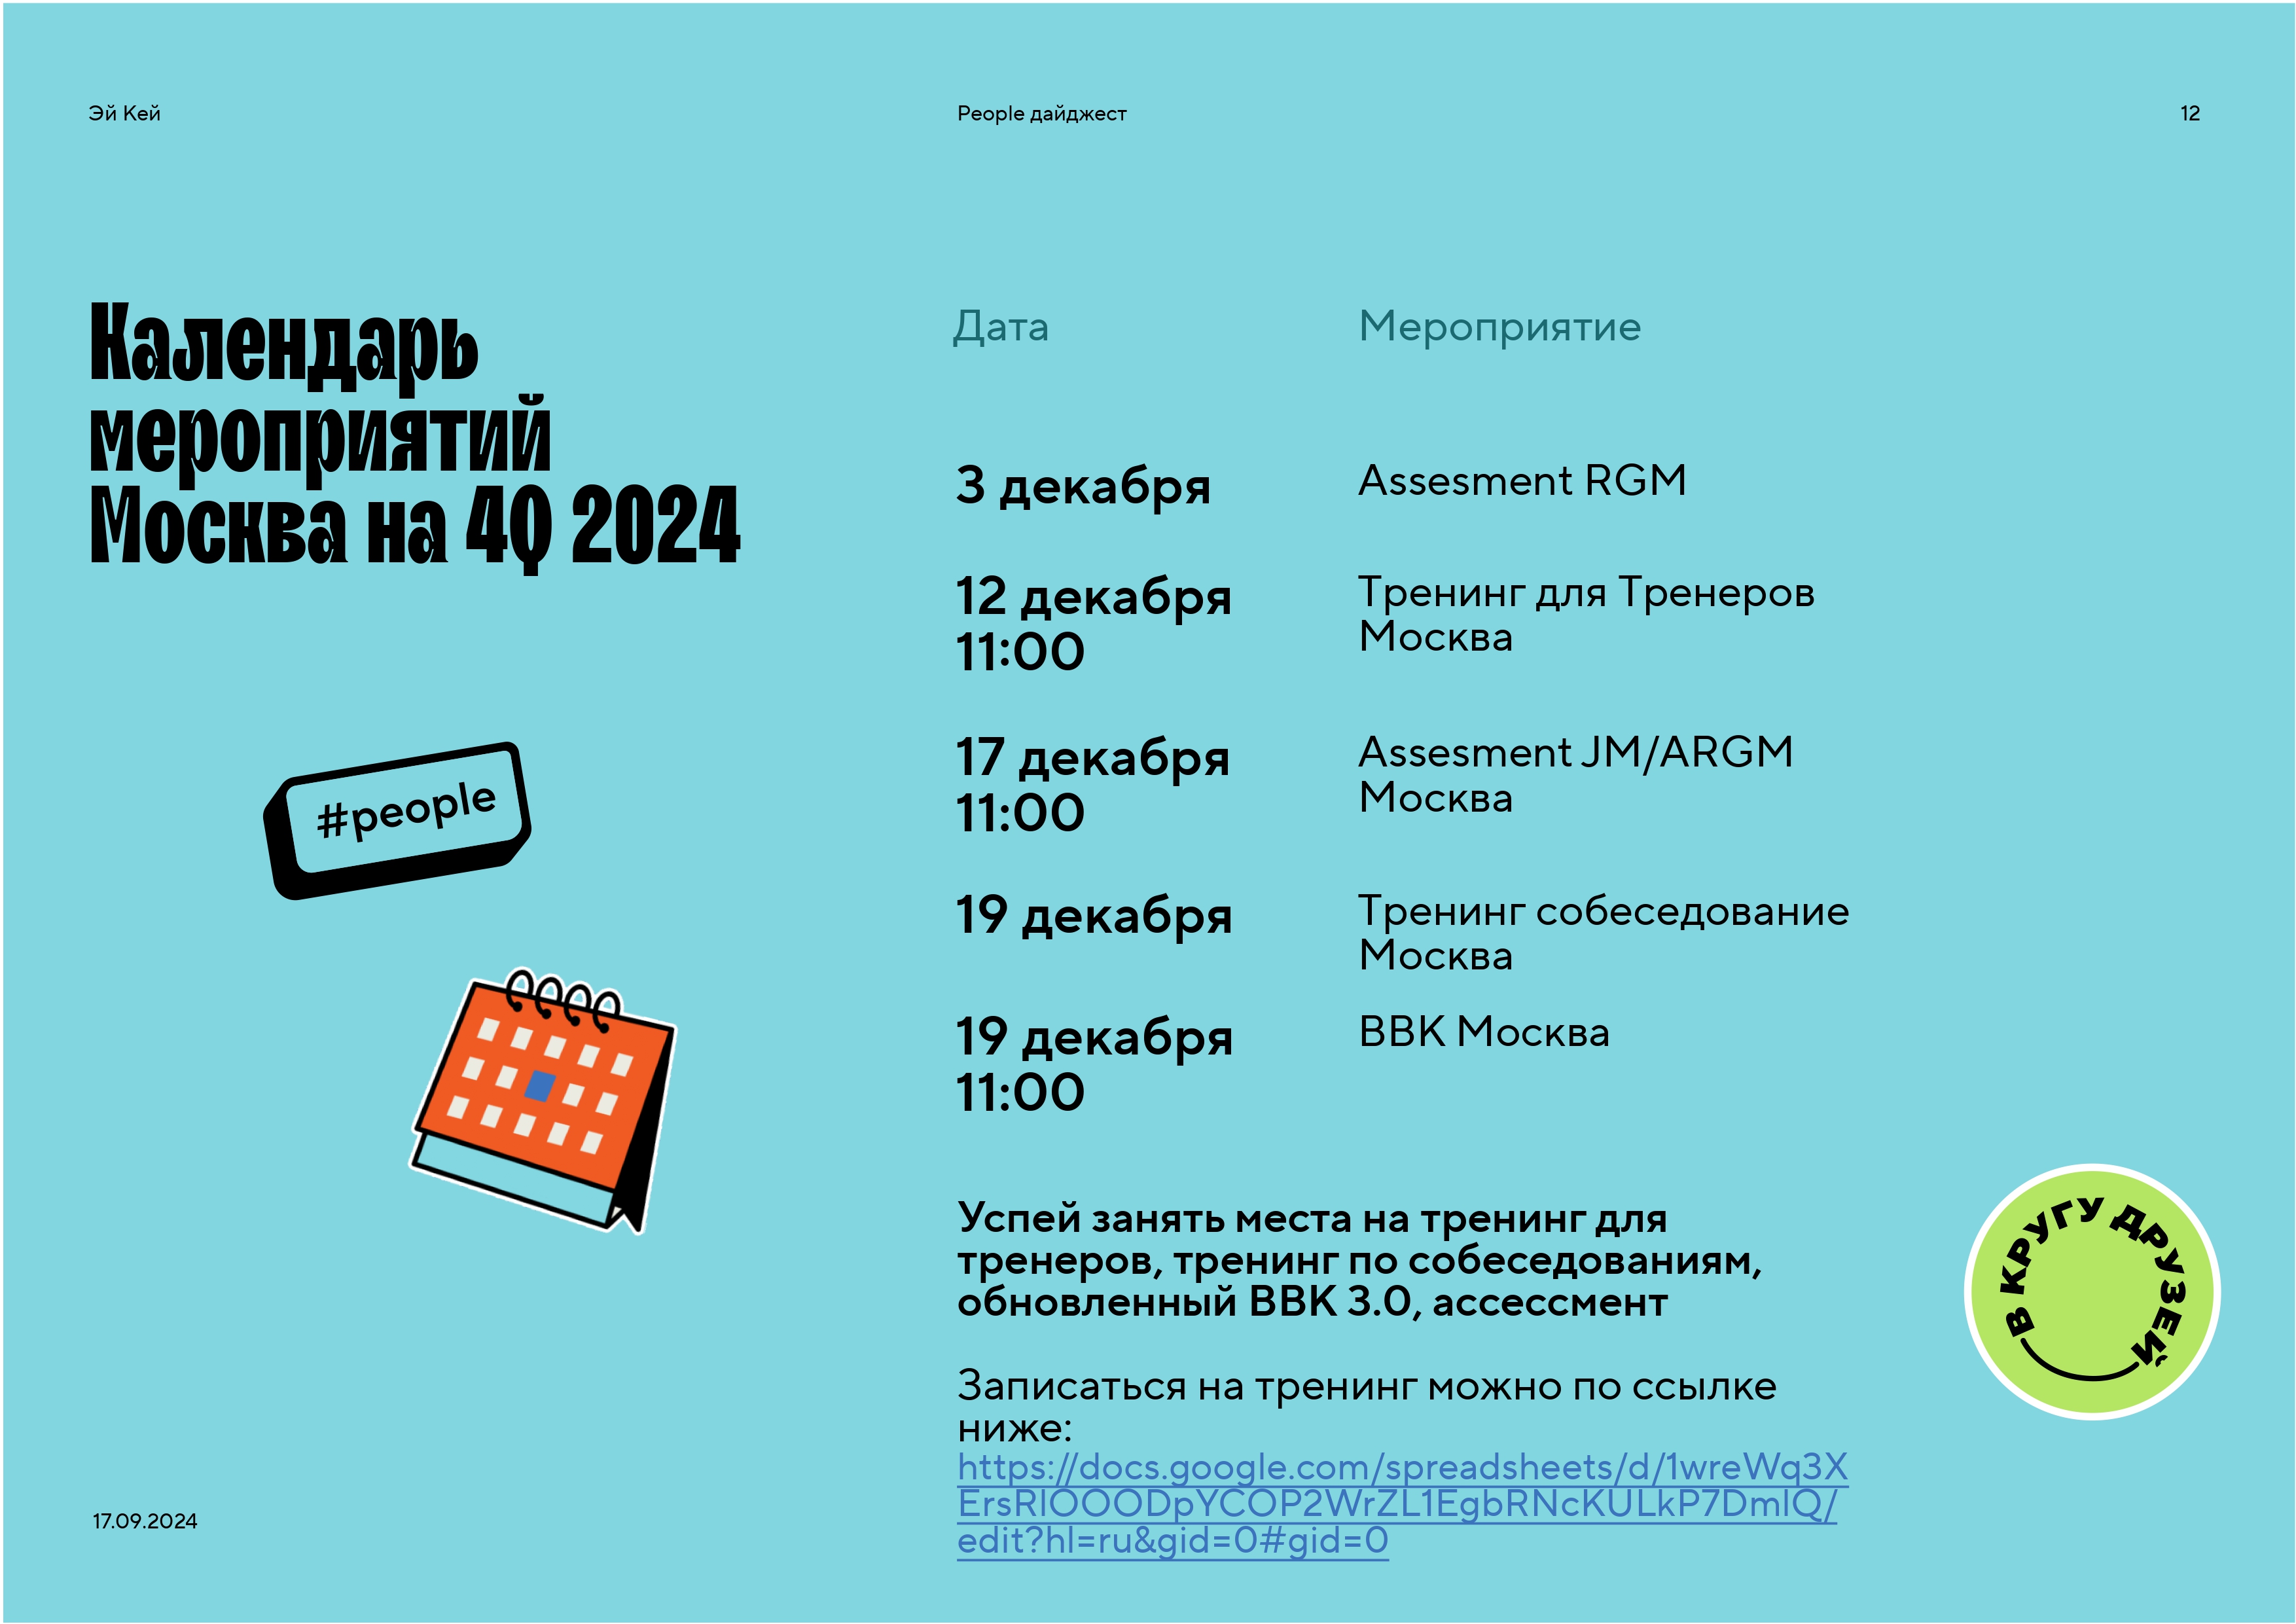 Эй Кей
People дайджест
12
Календарь
мероприятий
Москва на 4Q 2024
#people
Дата
Мероприятие
3 декабря
Assesment RGM
12 декабря
11:00
Тренинг для Тренеров
Москва
17 декабря
11:00
Assesment JM/ARGM
Москва
19 декабря
Тренинг собеседование
Москва
19 декабря
11:00
ВВК Москва
Успей занять места на тренинг для
тренеров, тренинг по собеседованиям,
обновленный ВВК 3.0, ассессмент
Записаться на тренинг можно по ссылке
ниже:
https://docs.google.com/spreadsheets/d/1wreWq3X
ErsRlOOODpYCOP2WrZL1EgbRNcKULkP7DmlQ/
edit?hl=ru&gid=0#gid=0
В КРУГУ ДРУЗЕЙ
17.09.2024